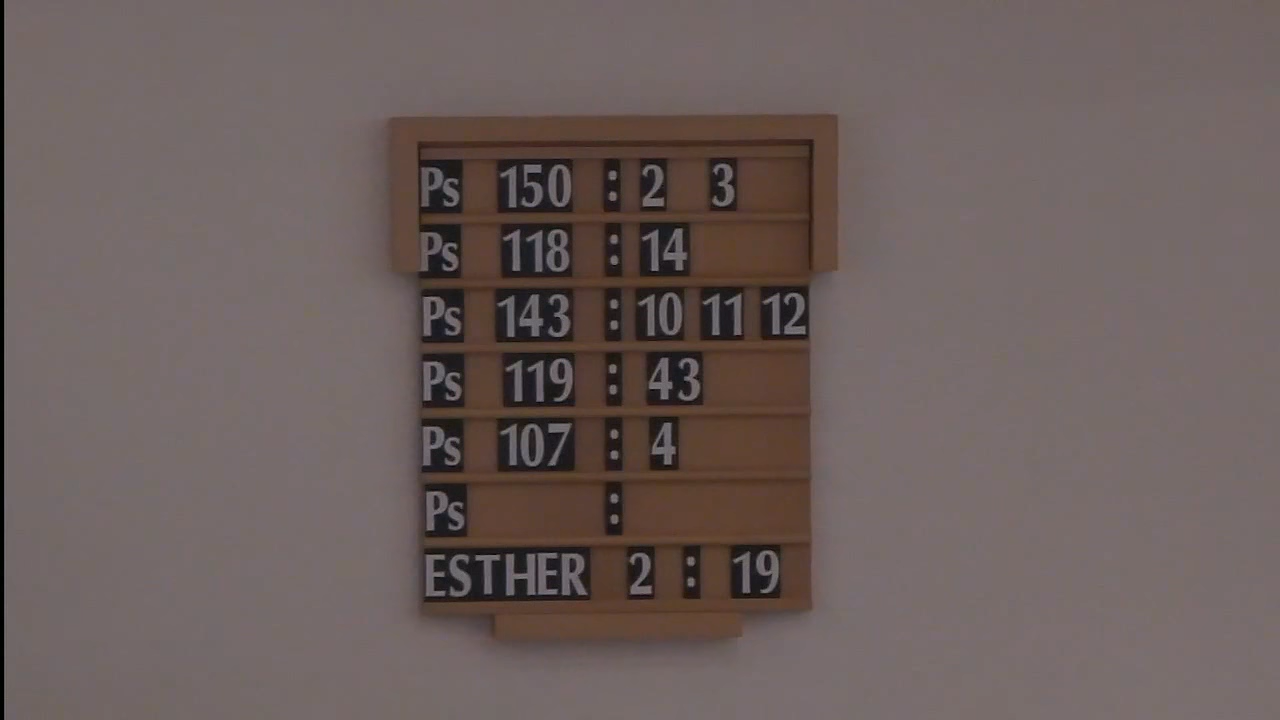 Ps 150 : 2 3
Ps 118 : 14
Ps 143 : 10 11 12
Ps 119 : 43
Ps 107 : 4
Ps :
ESTHER 2 : 19